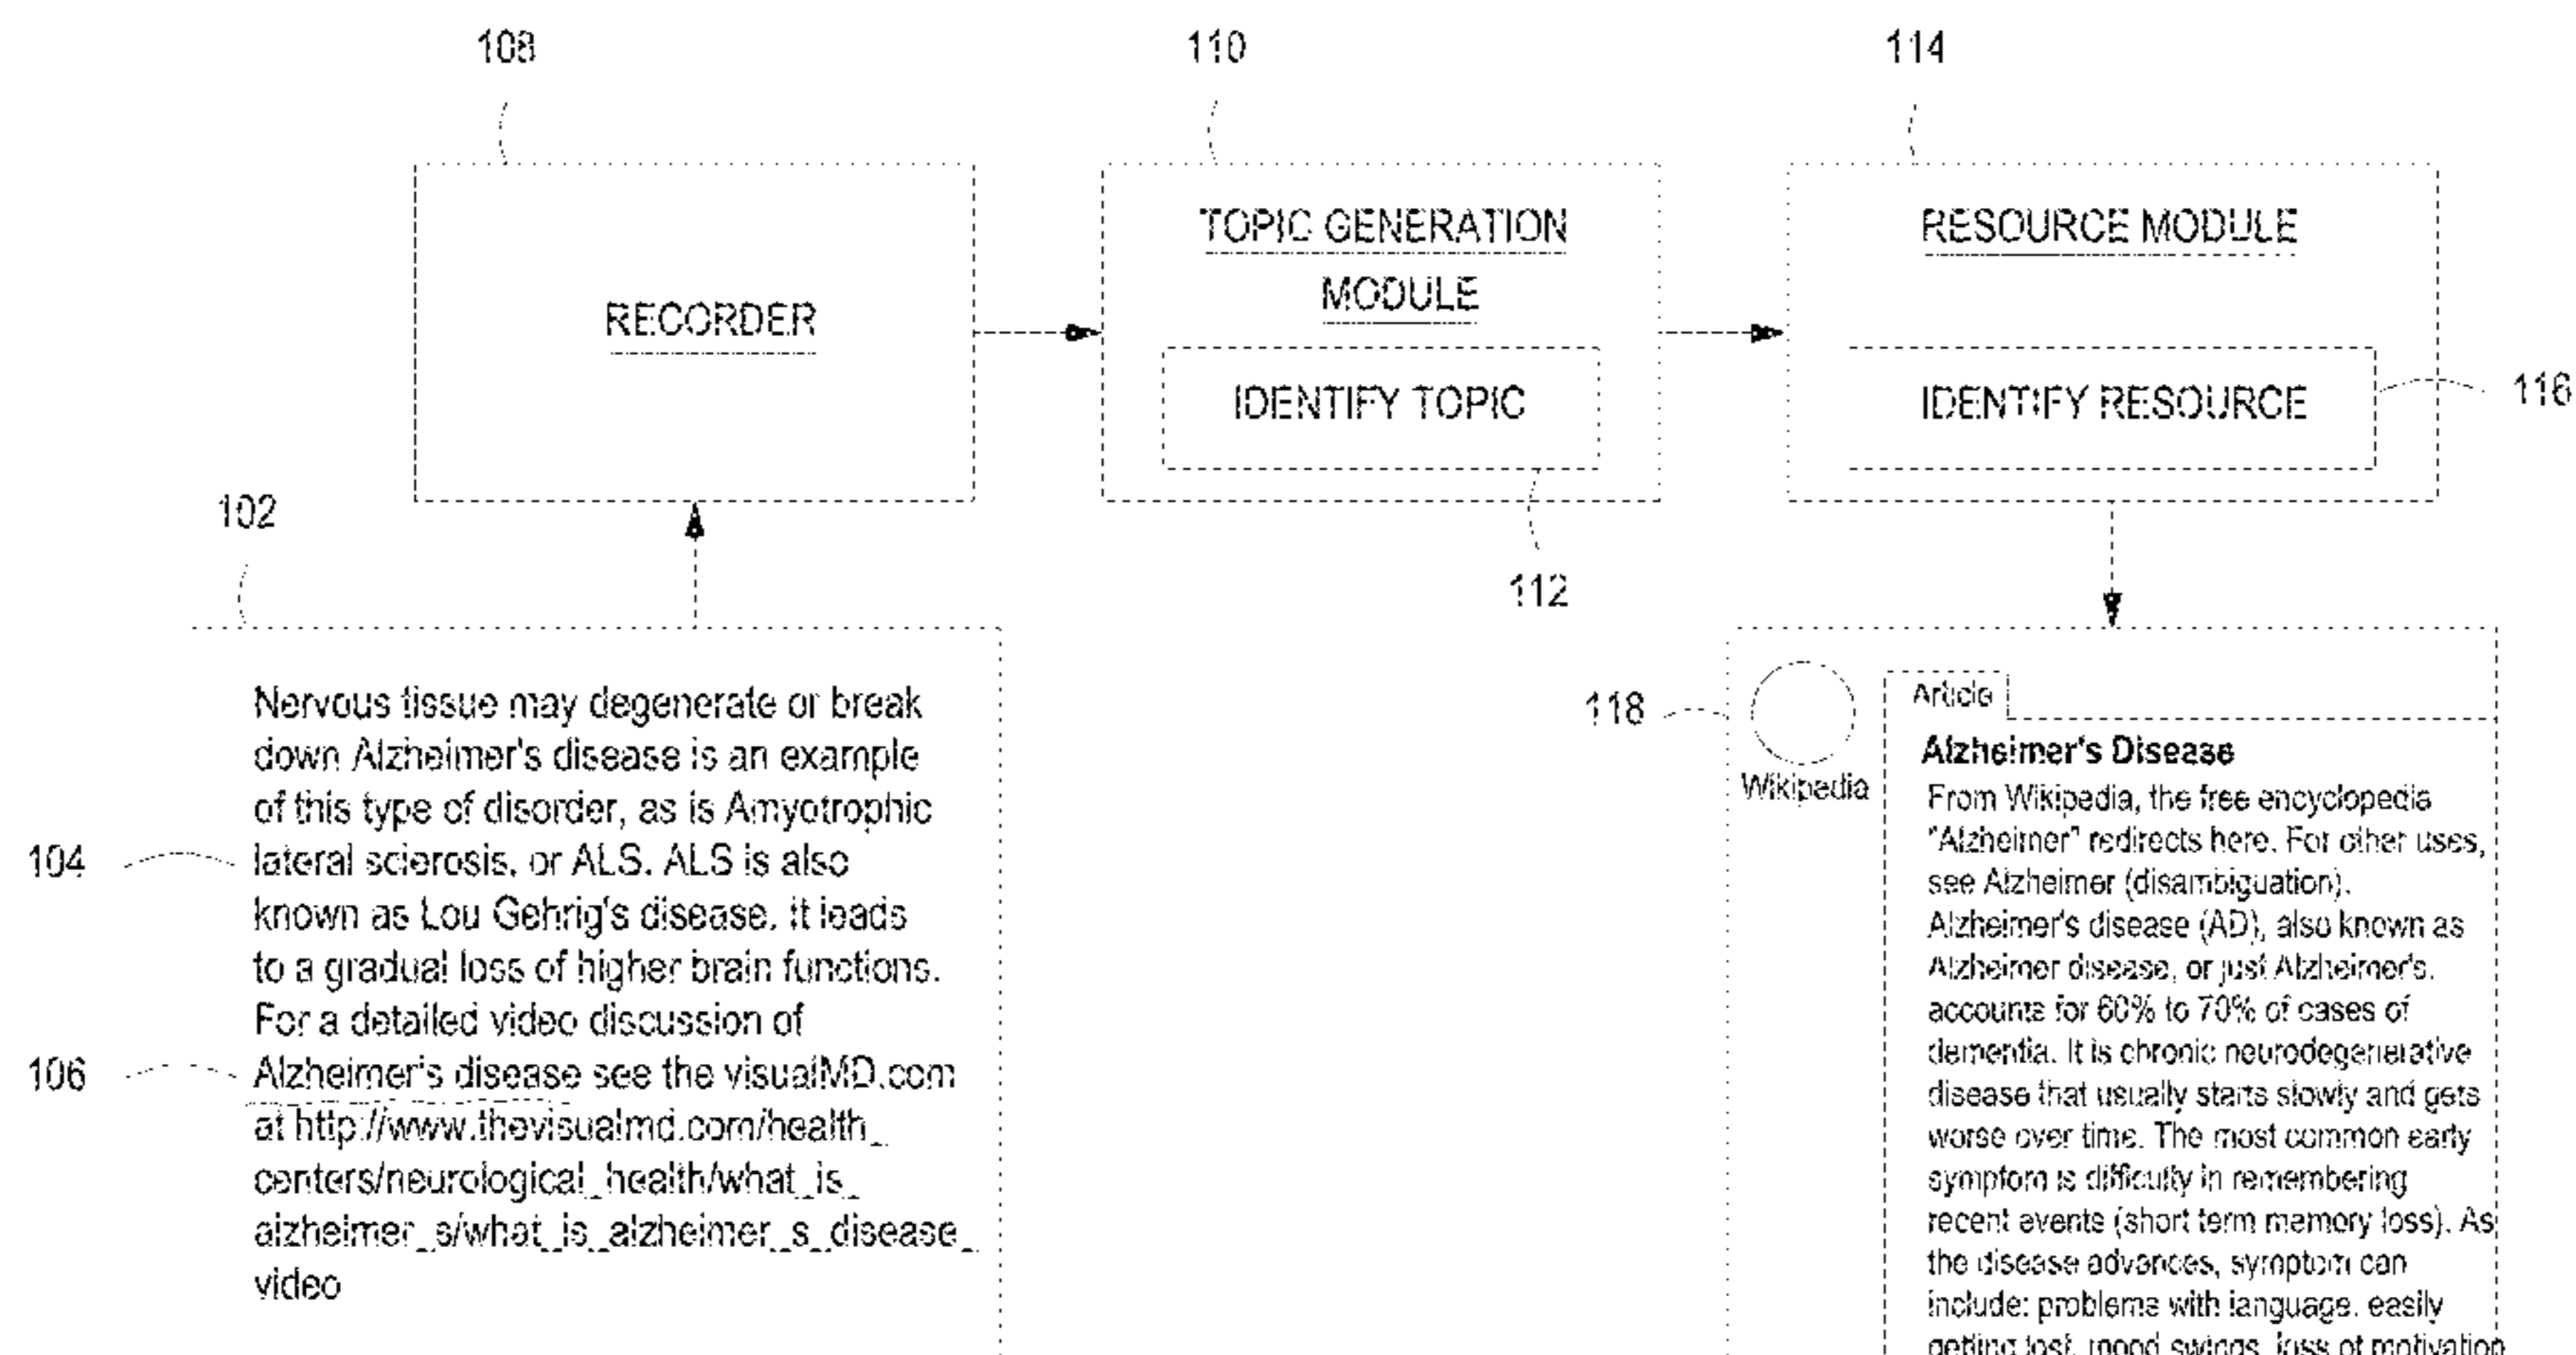 108
110
114
RECORDER
TOPIC GENERATION
MODULE
IDENTIFY TOPIC
RESOURCE MODULE
IDENTIFY RESOURCE
116
112
102
Nervous tissue may degenerate or break
down Alzheimer's disease is an example
of this type of disorder, as is Amyotrophic
lateral sclerosis, or ALS. ALS is also
known as Lou Gehrig's disease. It leads
to a gradual loss of higher brain functions.
For a detailed video discussion of
Alzheimer's disease see the visualMD.com
at http://www.thevisualmd.com/health_
centers/neurological_health/what_is_
alzheimer_s/what_is_alzheimer_s_disease_
video
104
106
118
Wikipedia
Article
Alzheimer's Disease
From Wikipedia, the free encyclopedia
"Alzheimer" redirects here. For other uses,
see Alzheimer (disambiguation).
Alzheimer's disease (AD), also known as
Alzheimer disease, or just Alzheimer's,
accounts for 60% to 70% of cases of
dementia. It is chronic neurodegenerative
disease that usually starts slowly and gets
worse over time. The most common early
symptom is difficulty in remembering
recent events (short term memory loss). As
the disease advances, symptom can
include: problems with language, easily
getting lost, mood swings, loss of motivation